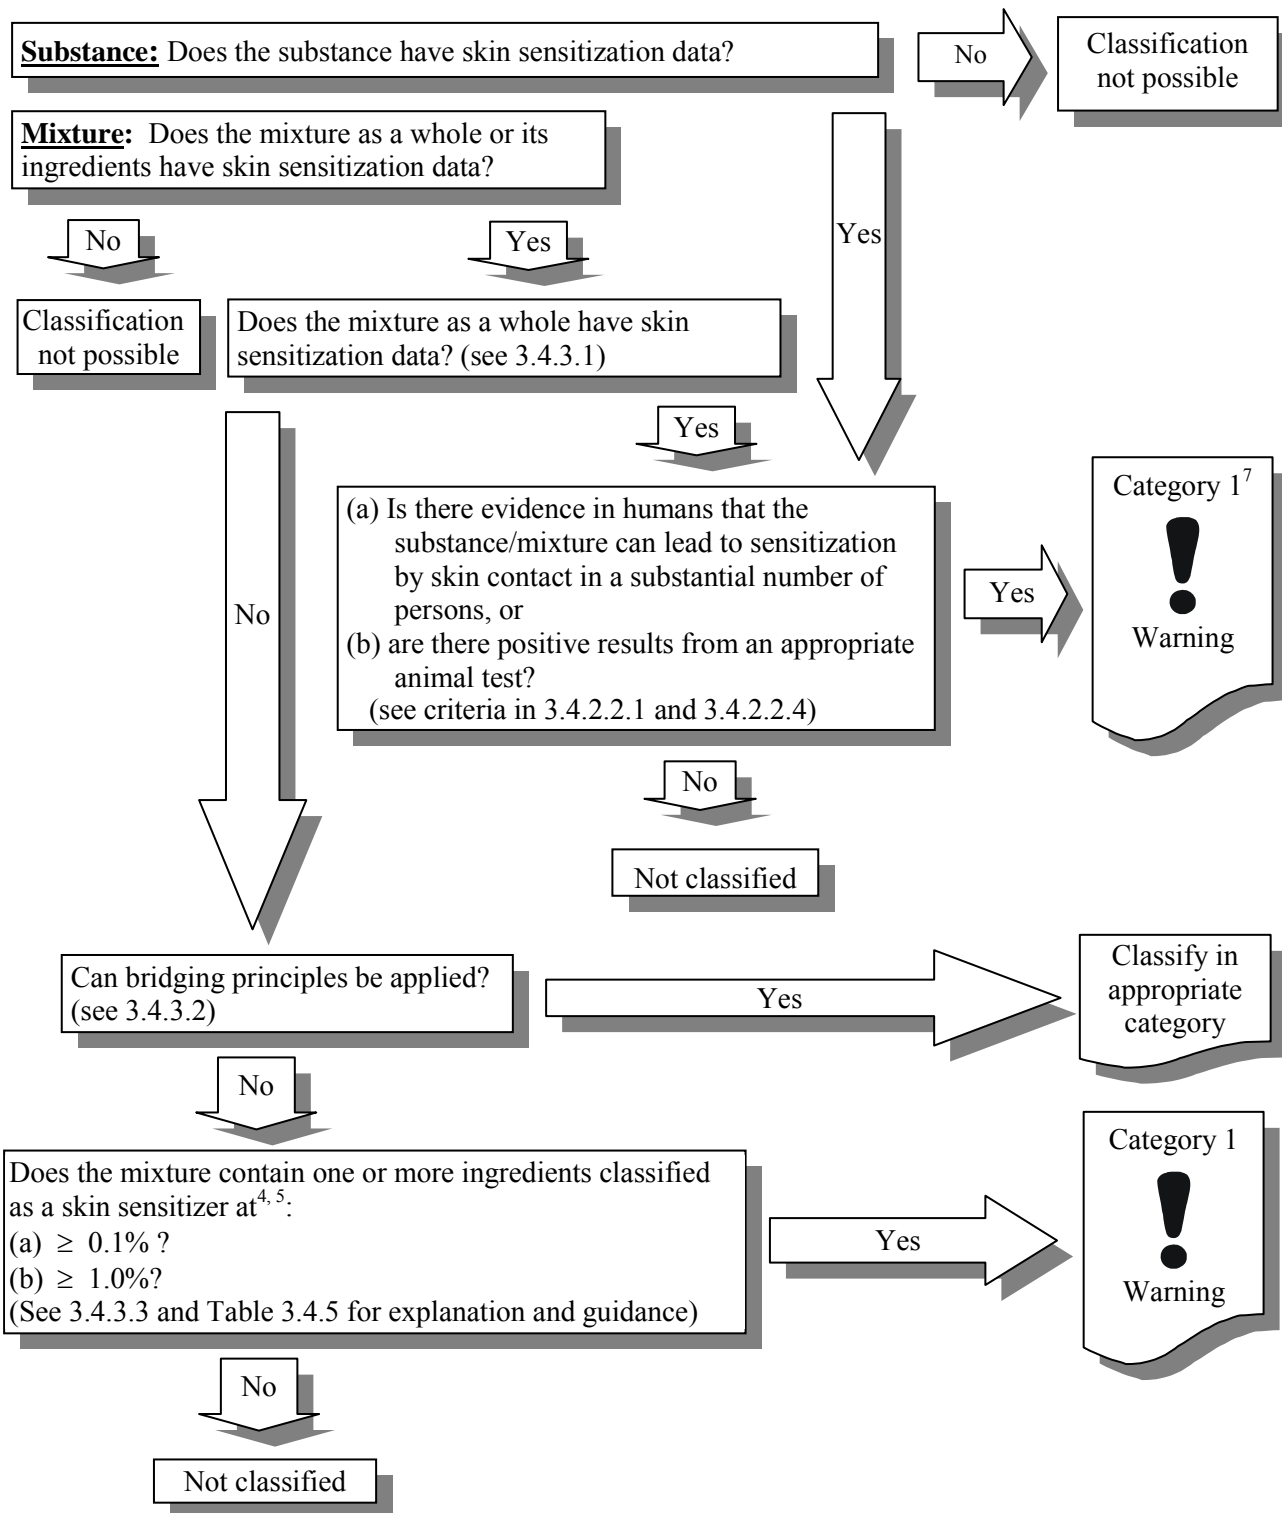 Substance: Does the substance have skin sensitization data?
No
Classification
not possible
Mixture: Does the mixture as a whole or its
ingredients have skin sensitization data?
Yes
No
Yes
Classification
not possible
Does the mixture as a whole have skin
sensitization data? (see 3.4.3.1)
Yes
No
(a) Is there evidence in humans that the
substance/mixture can lead to sensitization
by skin contact in a substantial number of
persons, or
(b) are there positive results from an appropriate
animal test?
(see criteria in 3.4.2.2.1 and 3.4.2.2.4)
Yes
Category 1⁷
!
Warning
No
Not classified
Can bridging principles be applied?
(see 3.4.3.2)
Yes
Classify in
appropriate
category
No
Does the mixture contain one or more ingredients classified
as a skin sensitizer at⁴, ⁵:
(a) ≥ 0.1% ?
(b) ≥ 1.0%?
(See 3.4.3.3 and Table 3.4.5 for explanation and guidance)
Yes
Category 1
!
Warning
No
Not classified